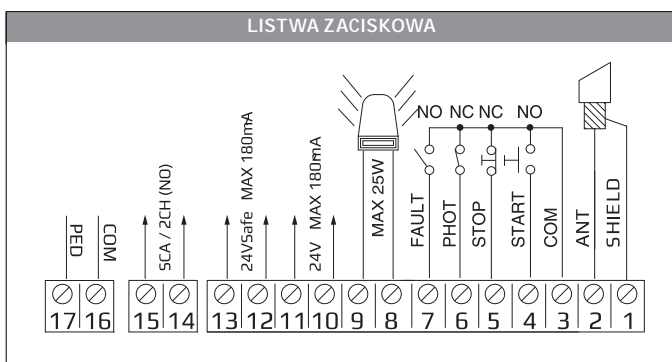 LISTWA ZACISKOWA
NO NC NC NO
PED
COM
SCA / 2CH (NO)
24VSafe MAX 180mA
24V MAX 180mA
MAX 25W
FAULT
PHOT
STOP
START
COM
ANT
SHIELD
17 16 15 14 13 12 11 10 9 8 7 6 5 4 3 2 1